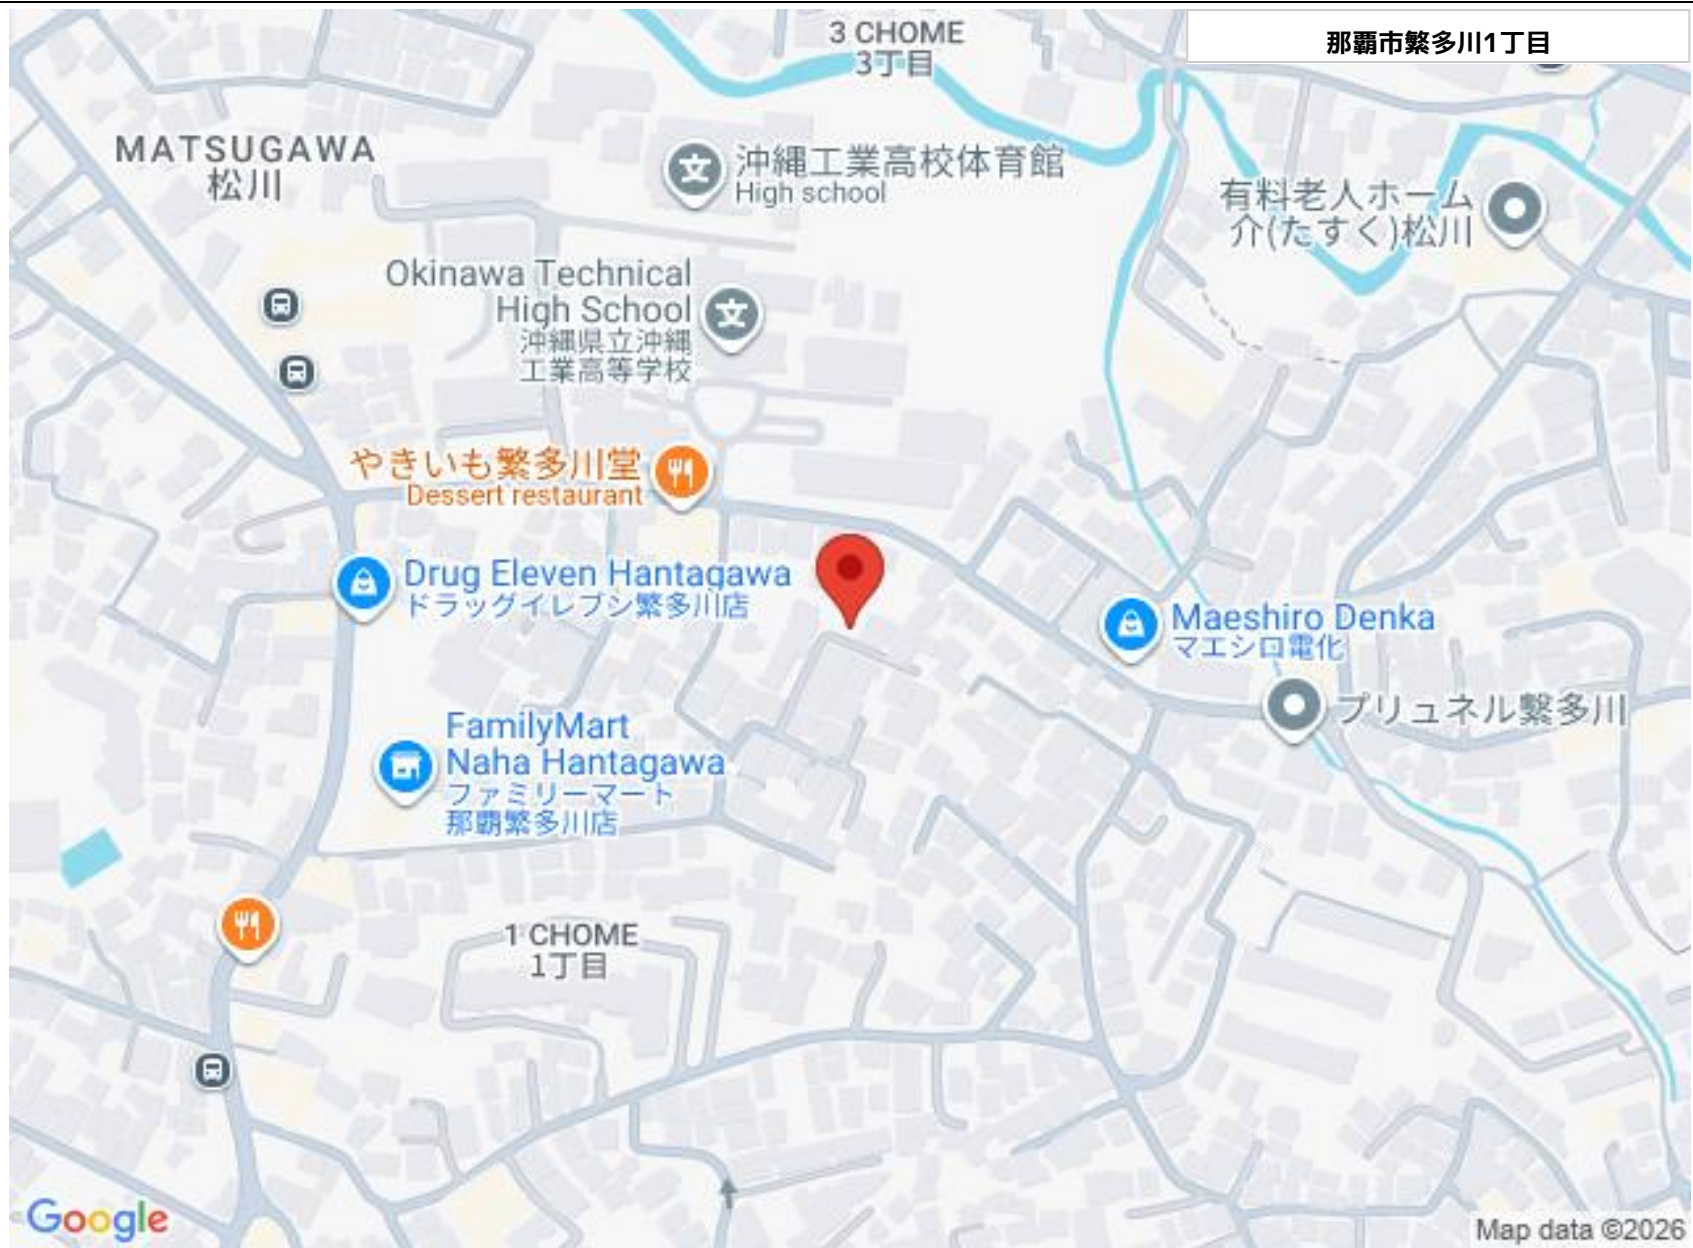 3 CHOME
3丁目
那覇市繁多川1丁目
MATSUGAWA
松川
沖縄工業高校体育館
High school
有料老人ホーム
介(たすく)松川
Okinawa Technical
High School
沖縄県立沖縄
工業高等学校
やきいも繁多川堂
Dessert restaurant
Drug Eleven Hantagawa
ドラッグイレブン繁多川店
Maeshiro Denka
マエシロ電化
プリュネル繁多川
FamilyMart
Naha Hantagawa
ファミリーマート
那覇繁多川店
1 CHOME
1丁目
Google
Map data ©2026